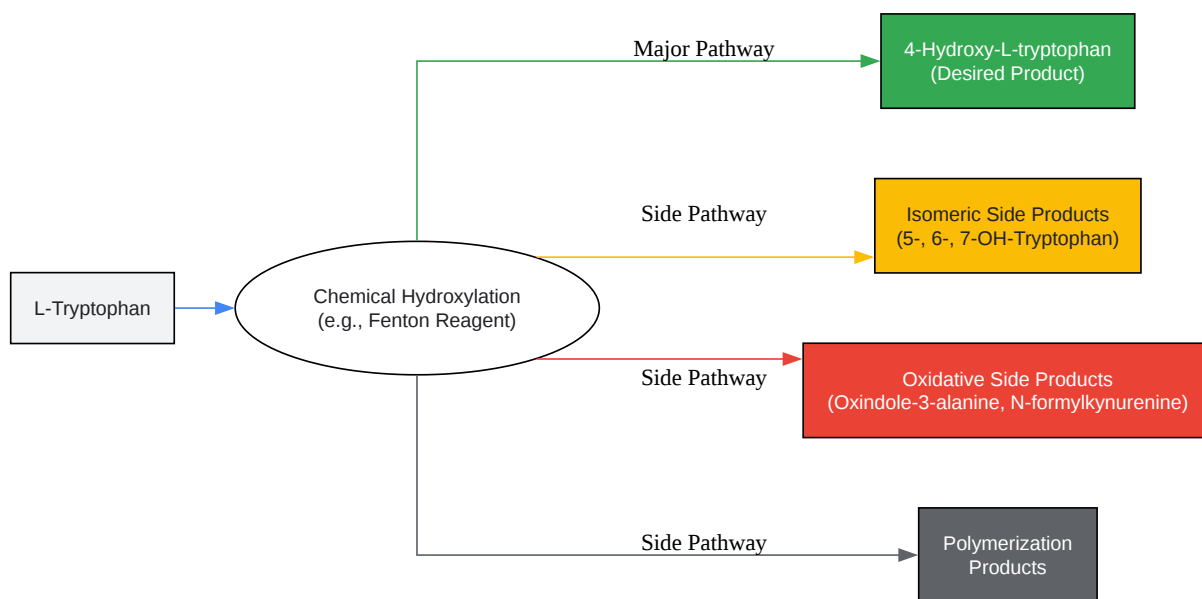 Major Pathway
4-Hydroxy-L-tryptophan
(Desired Product)
Side Pathway
Isomeric Side Products
(5-, 6-, 7-OH-Tryptophan)
L-Tryptophan
Chemical Hydroxylation
(e.g., Fenton Reagent)
Side Pathway
Oxidative Side Products
(Oxindole-3-alanine, N-formylkynurenine)
Side Pathway
Polymerization
Products